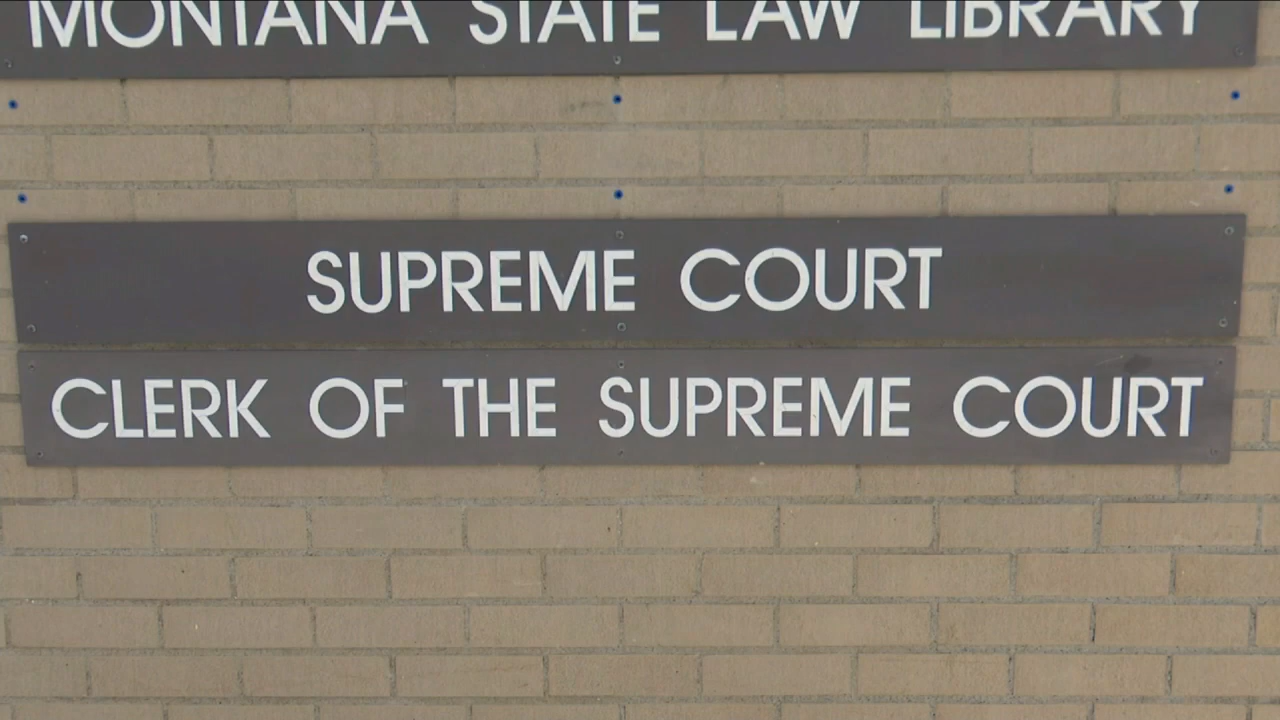 MONTANA STATE LAW LIBRARY
SUPREME COURT
CLERK OF THE SUPREME COURT